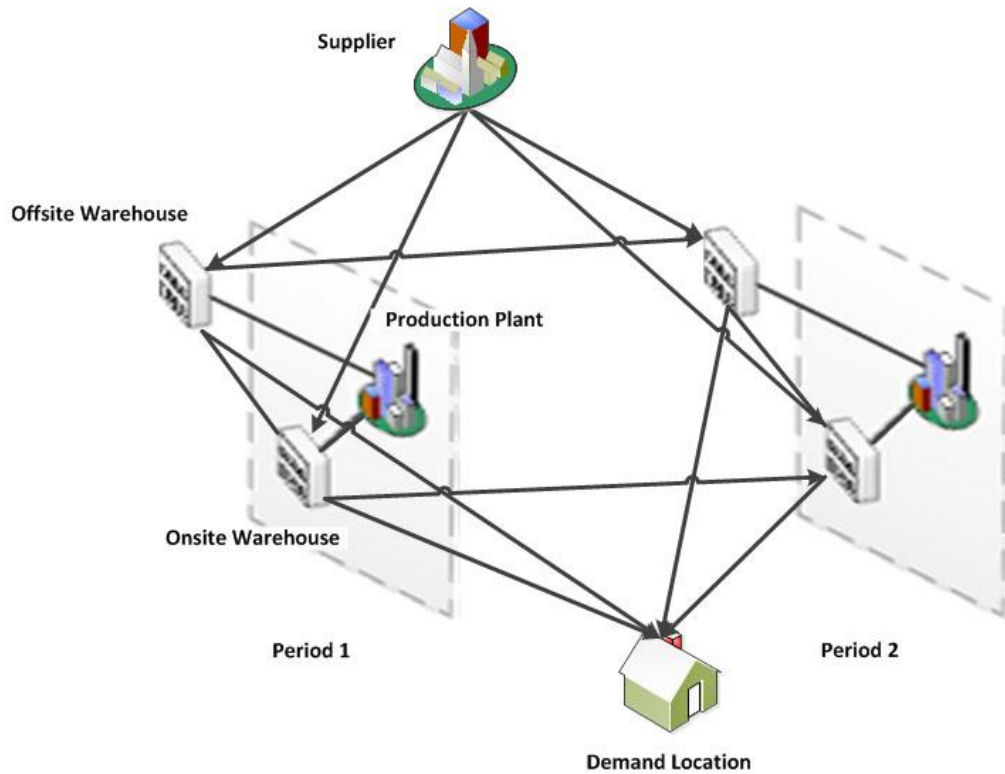 Supplier
Offsite Warehouse
Production Plant
Onsite Warehouse
Period 1
Period 2
Demand Location